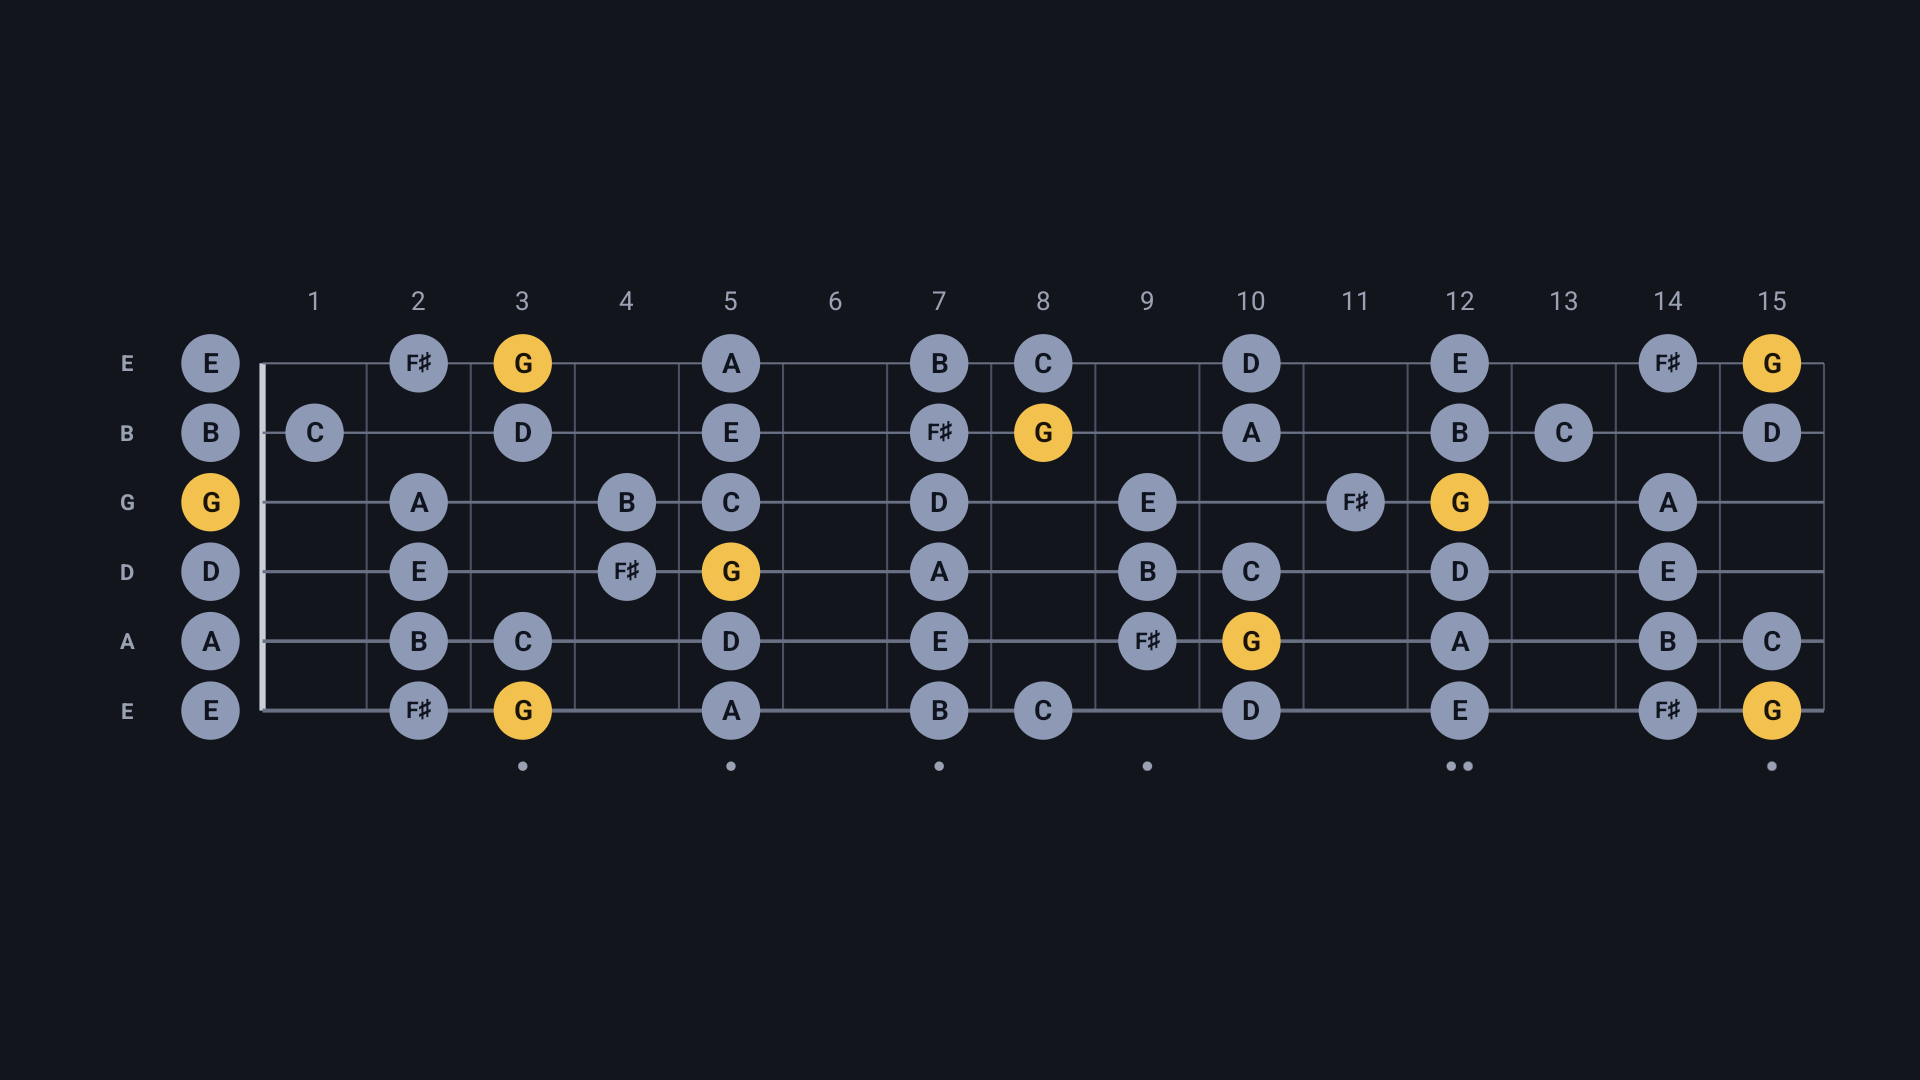 1 2 3 4 5 6 7 8 9 10 11 12 13 14 15
E E F♯ G A B C D E F♯ G
B B C D E F♯ G A B C D
G G A B C D E F♯ G A
D D E F♯ G A B C D E
A A B C D E F♯ G A B C
E E F♯ G A B C D E F♯ G